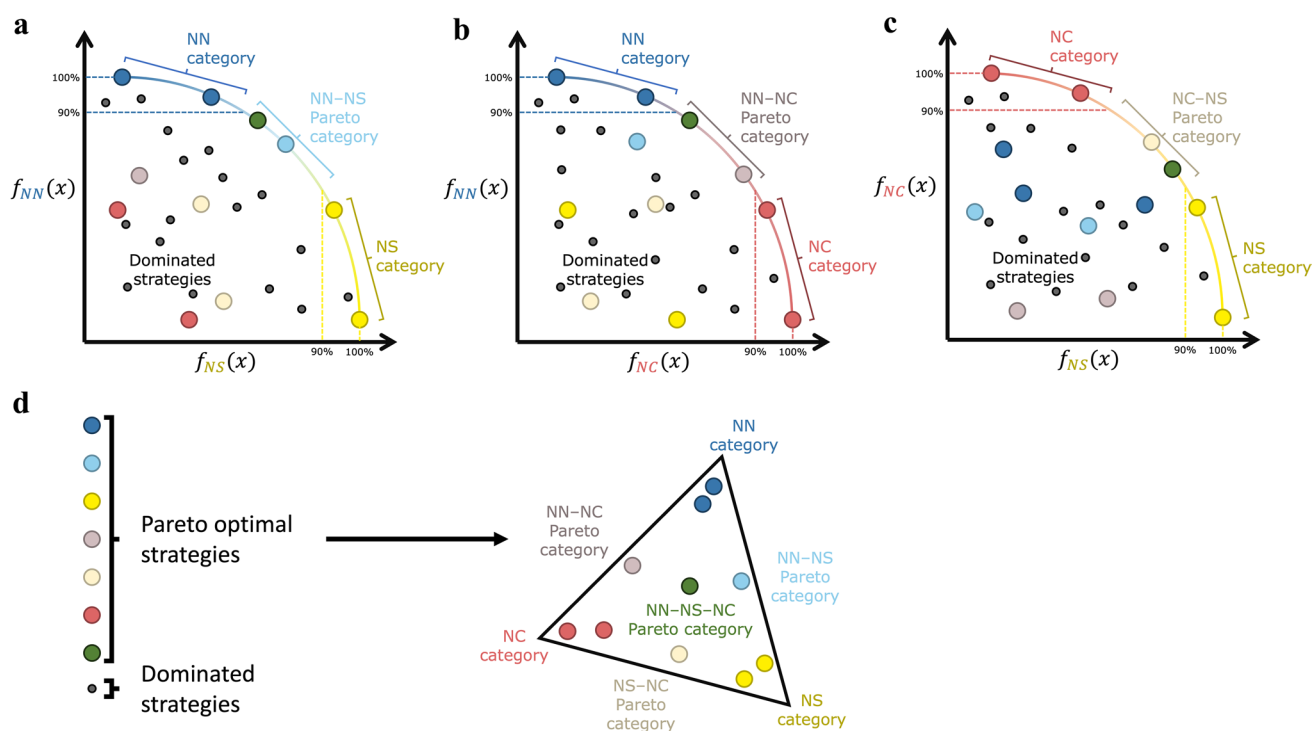 a
NN
category
100%
90%
NN–NS
Pareto
category
f_NN(x)
NS
category
Dominated
strategies
90%
100%
f_NS(x)
b
NN
category
100%
90%
NN–NC
Pareto
category
f_NN(x)
NC
category
Dominated
strategies
90%
100%
f_NC(x)
c
NC
category
100%
90%
NC–NS
Pareto
category
f_NC(x)
NS
category
Dominated
strategies
90%
100%
f_NS(x)
d
Pareto optimal
strategies
Dominated
strategies
NN
category
NN–NC
Pareto
category
NN–NS
Pareto
category
NN–NS–NC
Pareto category
NC
category
NS–NC
Pareto
category
NS
category